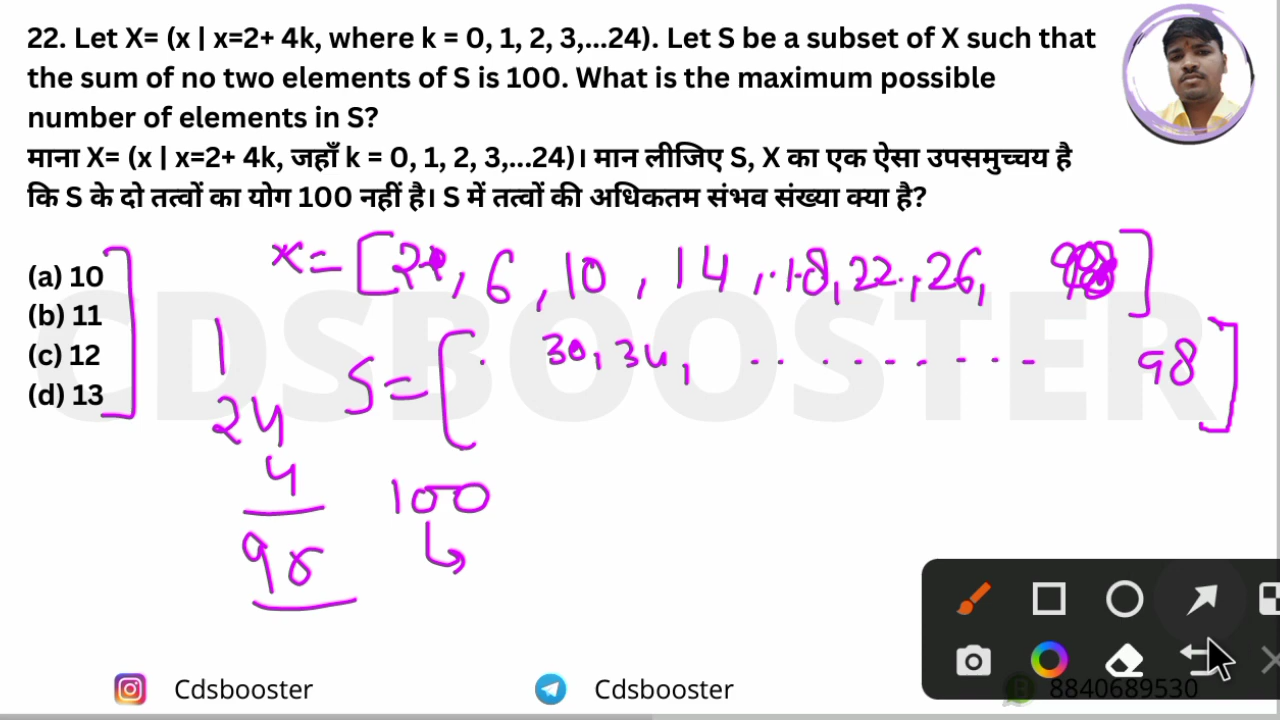 22. Let X= (x | x=2+ 4k, where k = 0, 1, 2, 3,...24). Let S be a subset of X such that
the sum of no two elements of S is 100. What is the maximum possible
number of elements in S?
माना X= (x | x=2+ 4k, जहाँ k = 0, 1, 2, 3,...24)। मान लीजिए S, X का एक ऐसा उपसमुच्चय है
कि S के दो तत्वों का योग 100 नहीं है। S में तत्वों की अधिकतम संभव संख्या क्या है?
x= [2, 6, 10, 14, 18, 22, 26, ]
(a) 10
(b) 11
(c) 12
(d) 13
S= [ 30, 34, ......... 98 ]
1
24
4
98
100
CDSBOOSTER
Cdsbooster
Cdsbooster
8840689530